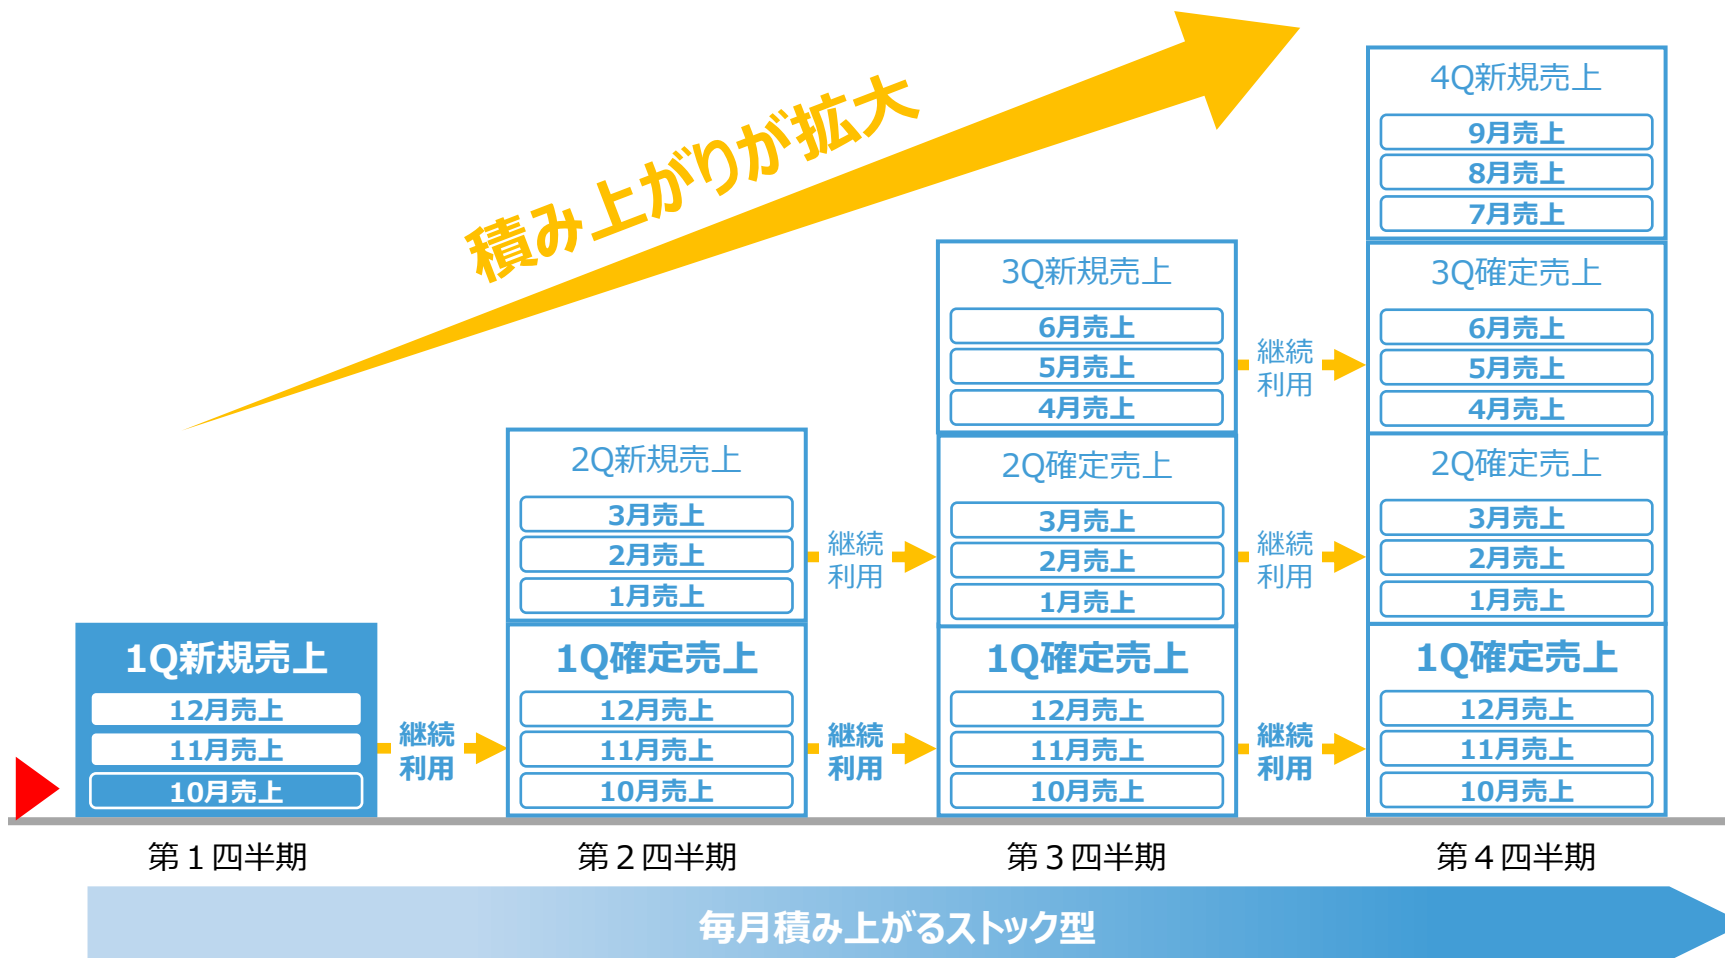 積み上がりが拡大
1Q新規売上
12月売上
11月売上
10月売上
継続
利用
2Q新規売上
3月売上
2月売上
1月売上
1Q確定売上
12月売上
11月売上
10月売上
継続
利用
継続
利用
3Q新規売上
6月売上
5月売上
4月売上
2Q確定売上
3月売上
2月売上
1月売上
1Q確定売上
12月売上
11月売上
10月売上
継続
利用
継続
利用
継続
利用
4Q新規売上
9月売上
8月売上
7月売上
3Q確定売上
6月売上
5月売上
4月売上
2Q確定売上
3月売上
2月売上
1月売上
1Q確定売上
12月売上
11月売上
10月売上
第１四半期
第２四半期
第３四半期
第４四半期
毎月積み上がるストック型